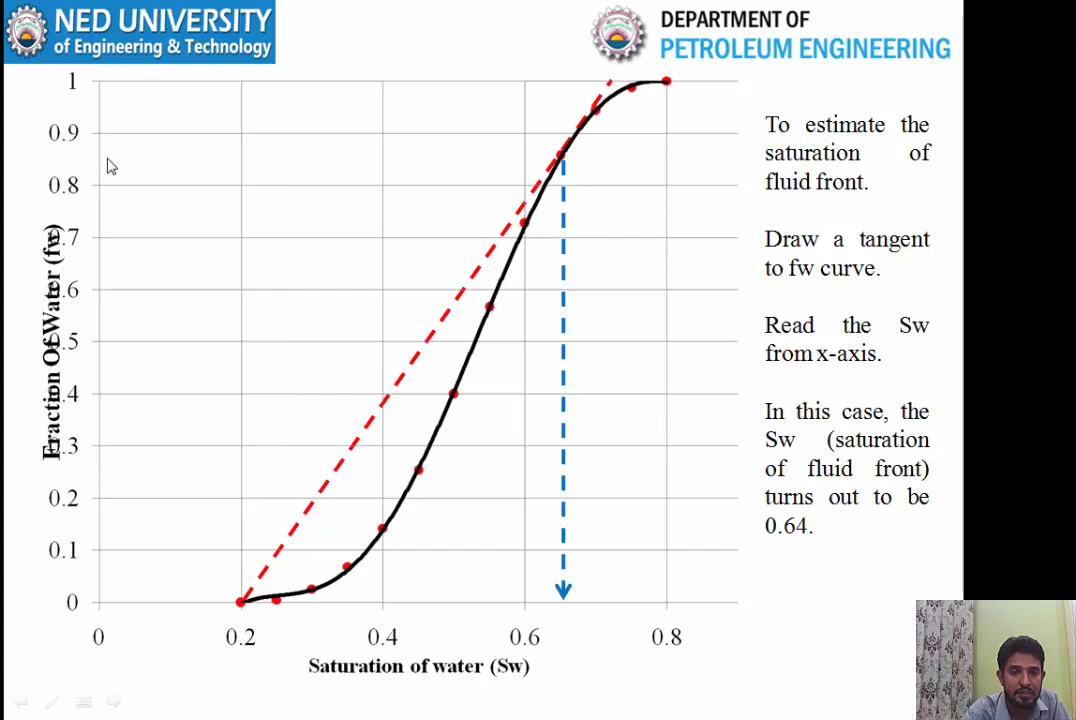 NED UNIVERSITY
of Engineering & Technology
DEPARTMENT OF
PETROLEUM ENGINEERING
1
0.9
0.8
0.7
0.6
0.5
0.4
0.3
0.2
0.1
0
Fraction Of Water (fw)
0
0.2
0.4
0.6
0.8
Saturation of water (Sw)
To estimate the
saturation of
fluid front.
Draw a tangent
to fw curve.
Read the Sw
from x-axis.
In this case, the
Sw (saturation
of fluid front)
turns out to be
0.64.